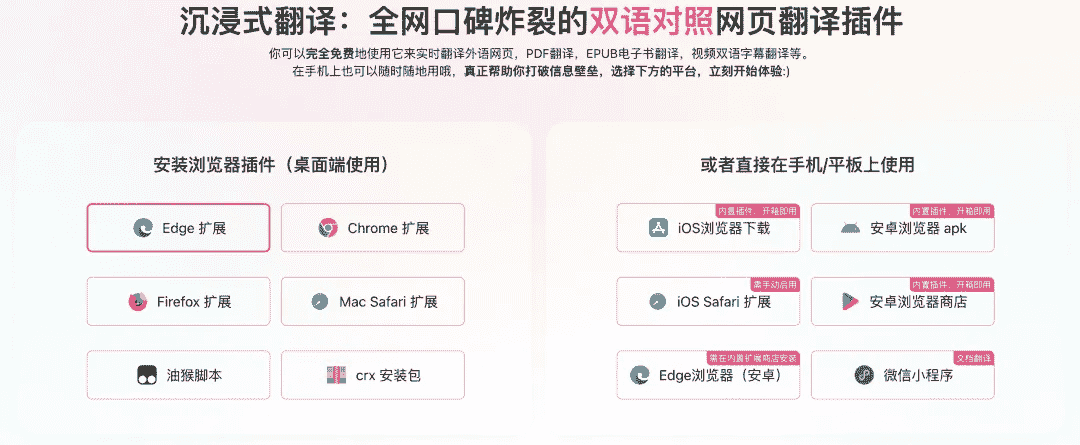 沉浸式翻译：全网口碑炸裂的双语对照网页翻译插件
你可以完全免费地使用它来实时翻译外语网页，PDF翻译，EPUB电子书翻译，视频双语字幕翻译等。
在手机上也可以随时随地用哦，真正帮助你打破信息壁垒，选择下方的平台，立刻开始体验:)
安装浏览器插件（桌面端使用）
Edge 扩展
Chrome 扩展
Firefox 扩展
Mac Safari 扩展
油猴脚本
crx 安装包
或者直接在手机/平板上使用
内置插件，开箱即用
iOS浏览器下载
内置插件，开箱即用
安卓浏览器 apk
需手动启用
iOS Safari 扩展
内置插件，开箱即用
安卓浏览器商店
需在内置扩展商店安装
Edge浏览器（安卓）
文档翻译
微信小程序